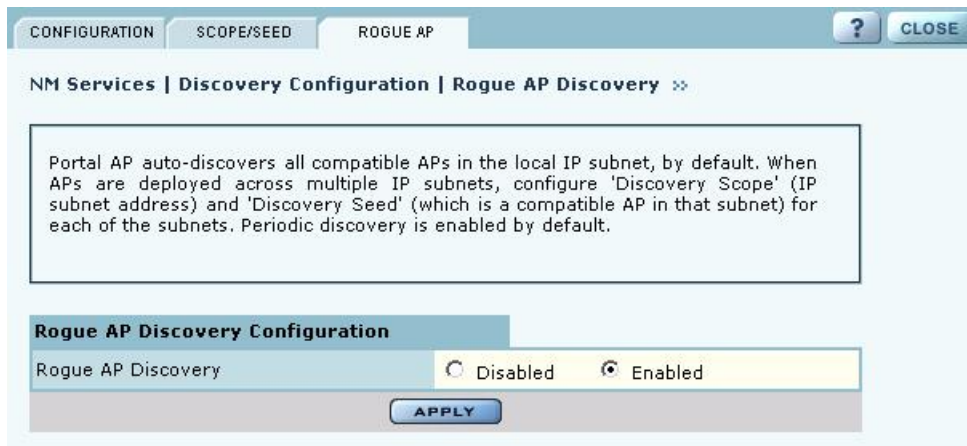 CONFIGURATION SCOPE/SEED ROGUE AP ? CLOSE
NM Services | Discovery Configuration | Rogue AP Discovery »
Portal AP auto-discovers all compatible APs in the local IP subnet, by default. When
APs are deployed across multiple IP subnets, configure 'Discovery Scope' (IP
subnet address) and 'Discovery Seed' (which is a compatible AP in that subnet) for
each of the subnets. Periodic discovery is enabled by default.
Rogue AP Discovery Configuration
Rogue AP Discovery Disabled Enabled
APPLY